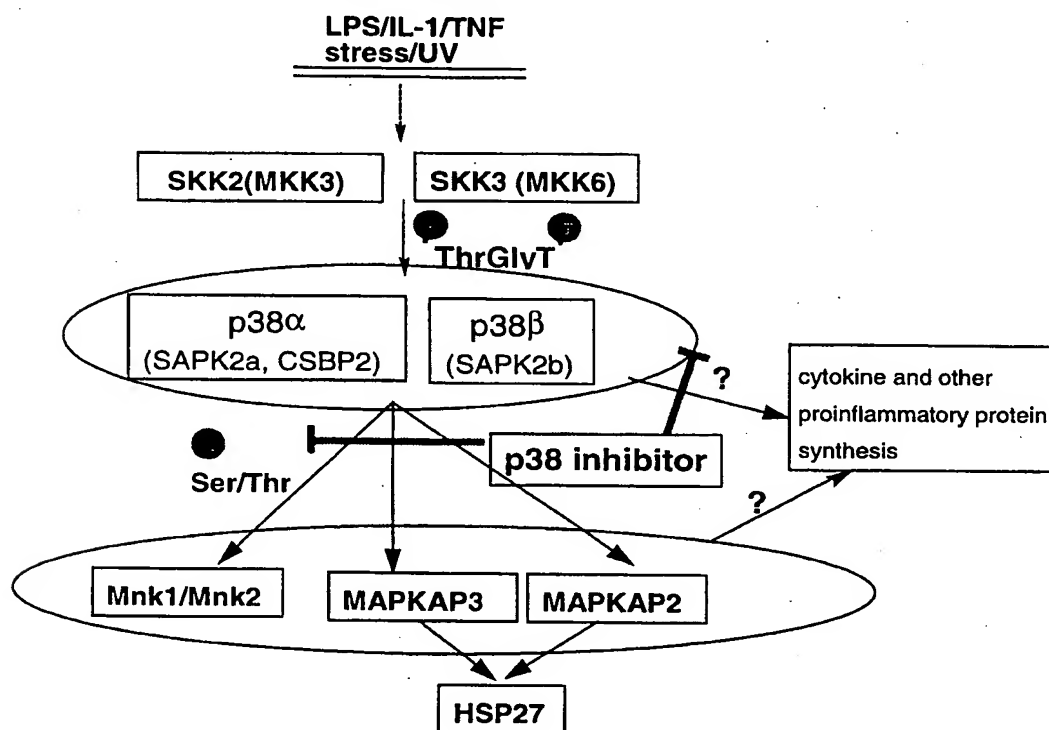 LPS/IL-1/TNF
stress/UV
SKK2(MKK3)
SKK3 (MKK6)
ThrGlvT
p38α
(SAPK2a, CSBP2)
p38β
(SAPK2b)
?
cytokine and other
proinflammatory protein
synthesis
p38 inhibitor
Ser/Thr
?
Mnk1/Mnk2
MAPKAP3
MAPKAP2
HSP27